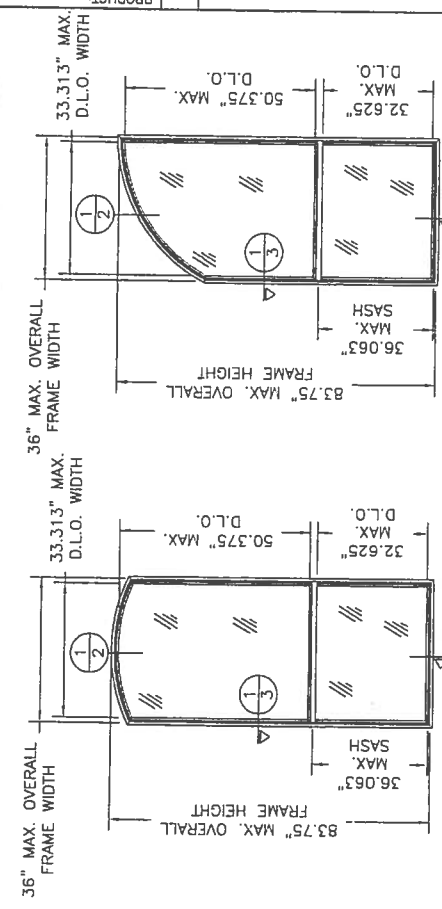 PRODUCT
36" MAX. OVERALL
FRAME WIDTH
33.313" MAX.
D.L.O. WIDTH
1
2
1
3
83.75" MAX. OVERALL
FRAME HEIGHT
36.063"
MAX.
SASH
50.375" MAX.
D.L.O.
32.625"
MAX.
D.L.O.
36" MAX. OVERALL
FRAME WIDTH
33.313" MAX.
D.L.O. WIDTH
1
2
1
3
83.75" MAX. OVERALL
FRAME HEIGHT
36.063"
MAX.
SASH
50.375" MAX.
D.L.O.
32.625"
MAX.
D.L.O.